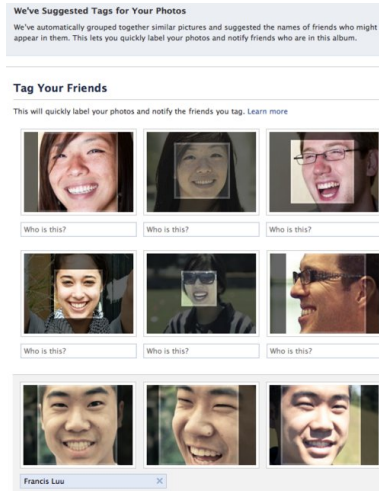 We've Suggested Tags for Your Photos
We've automatically grouped together similar pictures and suggested the names of friends who might
appear in them. This lets you quickly label your photos and notify friends who are in this album.
Tag Your Friends
This will quickly label your photos and notify the friends you tag. Learn more
Who is this? Who is this? Who is this?
Who is this? Who is this? Who is this?
Francis Luu ×